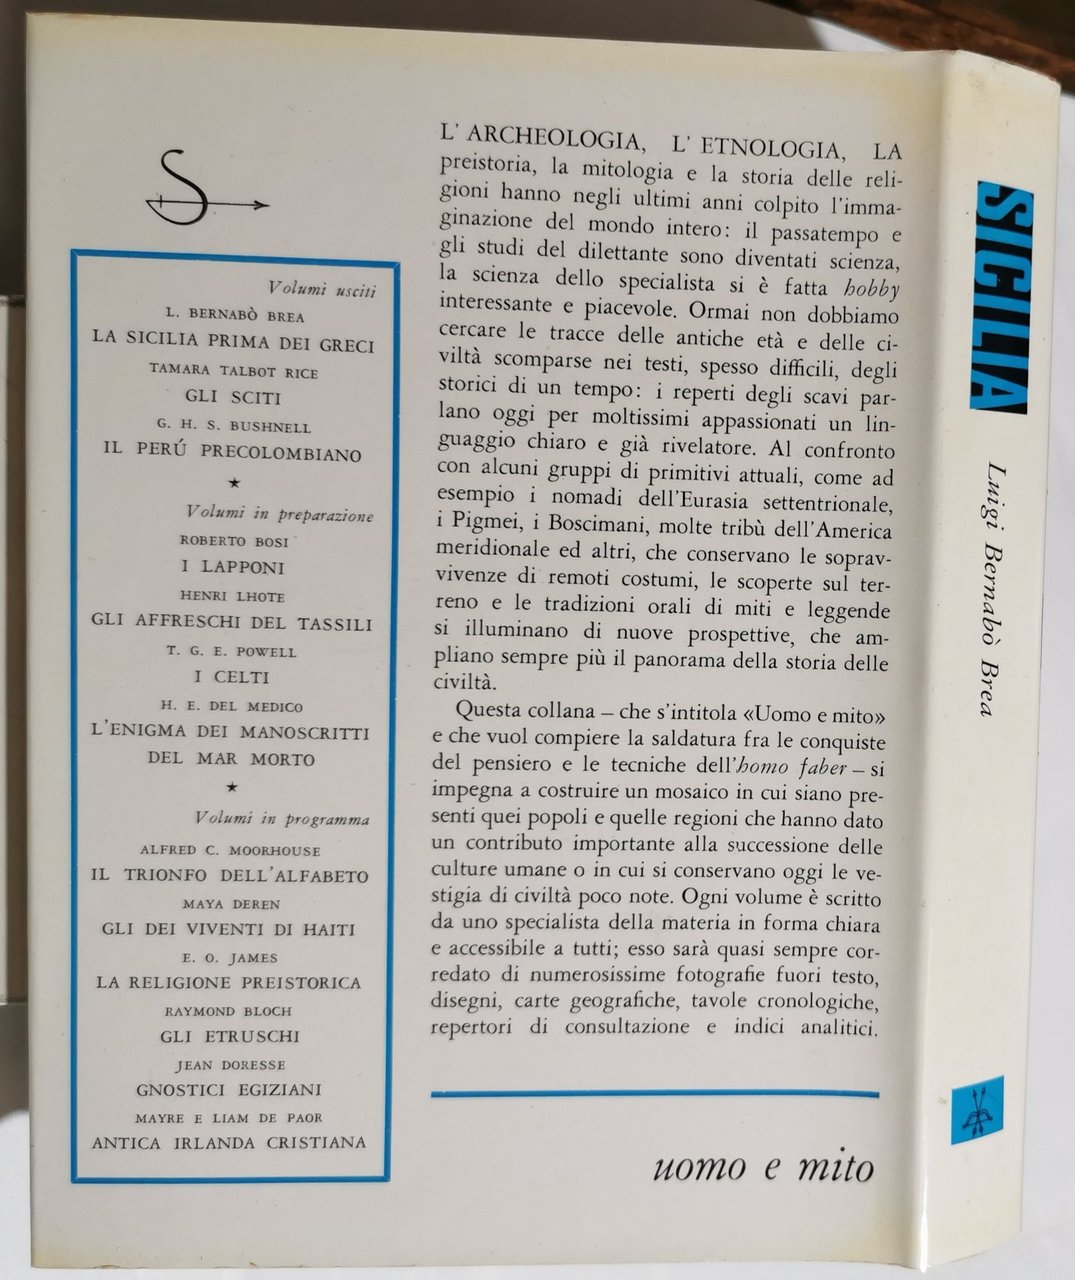 Volumi usciti
L. BERNABÒ BREA
LA SICILIA PRIMA DEI GRECI
TAMARA TALBOT RICE
GLI SCITI
G. H. S. BUSHNELL
IL PERÚ PRECOLOMBIANO
★
Volumi in preparazione
ROBERTO BOSI
I LAPPONI
HENRI LHOTE
GLI AFFRESCHI DEL TASSILI
T. G. E. POWELL
I CELTI
H. E. DEL MEDICO
L'ENIGMA DEI MANOSCRITTI
DEL MAR MORTO
★
Volumi in programma
ALFRED C. MOORHOUSE
IL TRIONFO DELL'ALFABETO
MAYA DEREN
GLI DEI VIVENTI DI HAITI
E. O. JAMES
LA RELIGIONE PREISTORICA
RAYMOND BLOCH
GLI ETRUSCHI
JEAN DORESSE
GNOSTICI EGIZIANI
MAYRE E LIAM DE PAOR
ANTICA IRLANDA CRISTIANA
L'ARCHEOLOGIA, L'ETNOLOGIA, LA
preistoria, la mitologia e la storia delle reli-
gioni hanno negli ultimi anni colpito l'imma-
ginazione del mondo intero: il passatempo e
gli studi del dilettante sono diventati scienza,
la scienza dello specialista si è fatta hobby
interessante e piacevole. Ormai non dobbiamo
cercare le tracce delle antiche età e delle ci-
viltà scomparse nei testi, spesso difficili, degli
storici di un tempo: i reperti degli scavi par-
lano oggi per moltissimi appassionati un lin-
guaggio chiaro e già rivelatore. Al confronto
con alcuni gruppi di primitivi attuali, come ad
esempio i nomadi dell'Eurasia settentrionale,
i Pigmei, i Boscimani, molte tribù dell'America
meridionale ed altri, che conservano le soprav-
vivenze di remoti costumi, le scoperte sul ter-
reno e le tradizioni orali di miti e leggende
si illuminano di nuove prospettive, che am-
pliano sempre più il panorama della storia delle
civiltà.
Questa collana – che s'intitola «Uomo e mito»
e che vuol compiere la saldatura fra le conquiste
del pensiero e le tecniche dell'homo faber – si
impegna a costruire un mosaico in cui siano pre-
senti quei popoli e quelle regioni che hanno dato
un contributo importante alla successione delle
culture umane o in cui si conservano oggi le ve-
stigia di civiltà poco note. Ogni volume è scritto
da uno specialista della materia in forma chiara
e accessibile a tutti; esso sarà quasi sempre cor-
redato di numerosissime fotografie fuori testo,
disegni, carte geografiche, tavole cronologiche,
repertori di consultazione e indici analitici.
uomo e mito
SICILIA
Luigi Bernabò Brea